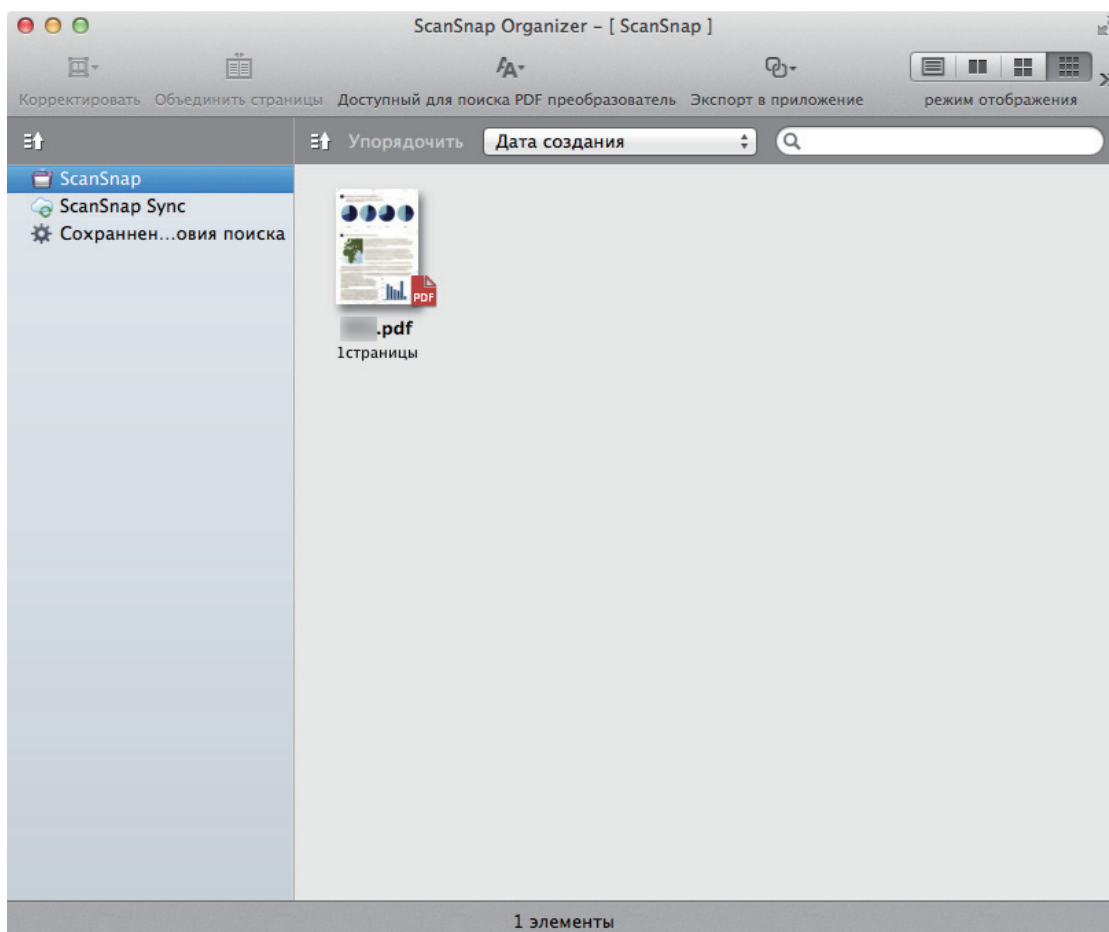 ScanSnap Organizer – [ ScanSnap ]
Корректировать Объединить страницы Доступный для поиска PDF преобразователь Экспорт в приложение режим отображения
Упорядочить Дата создания
ScanSnap
ScanSnap Sync
Сохраннен...овия поиска
PDF
.pdf
1страницы
1 элементы